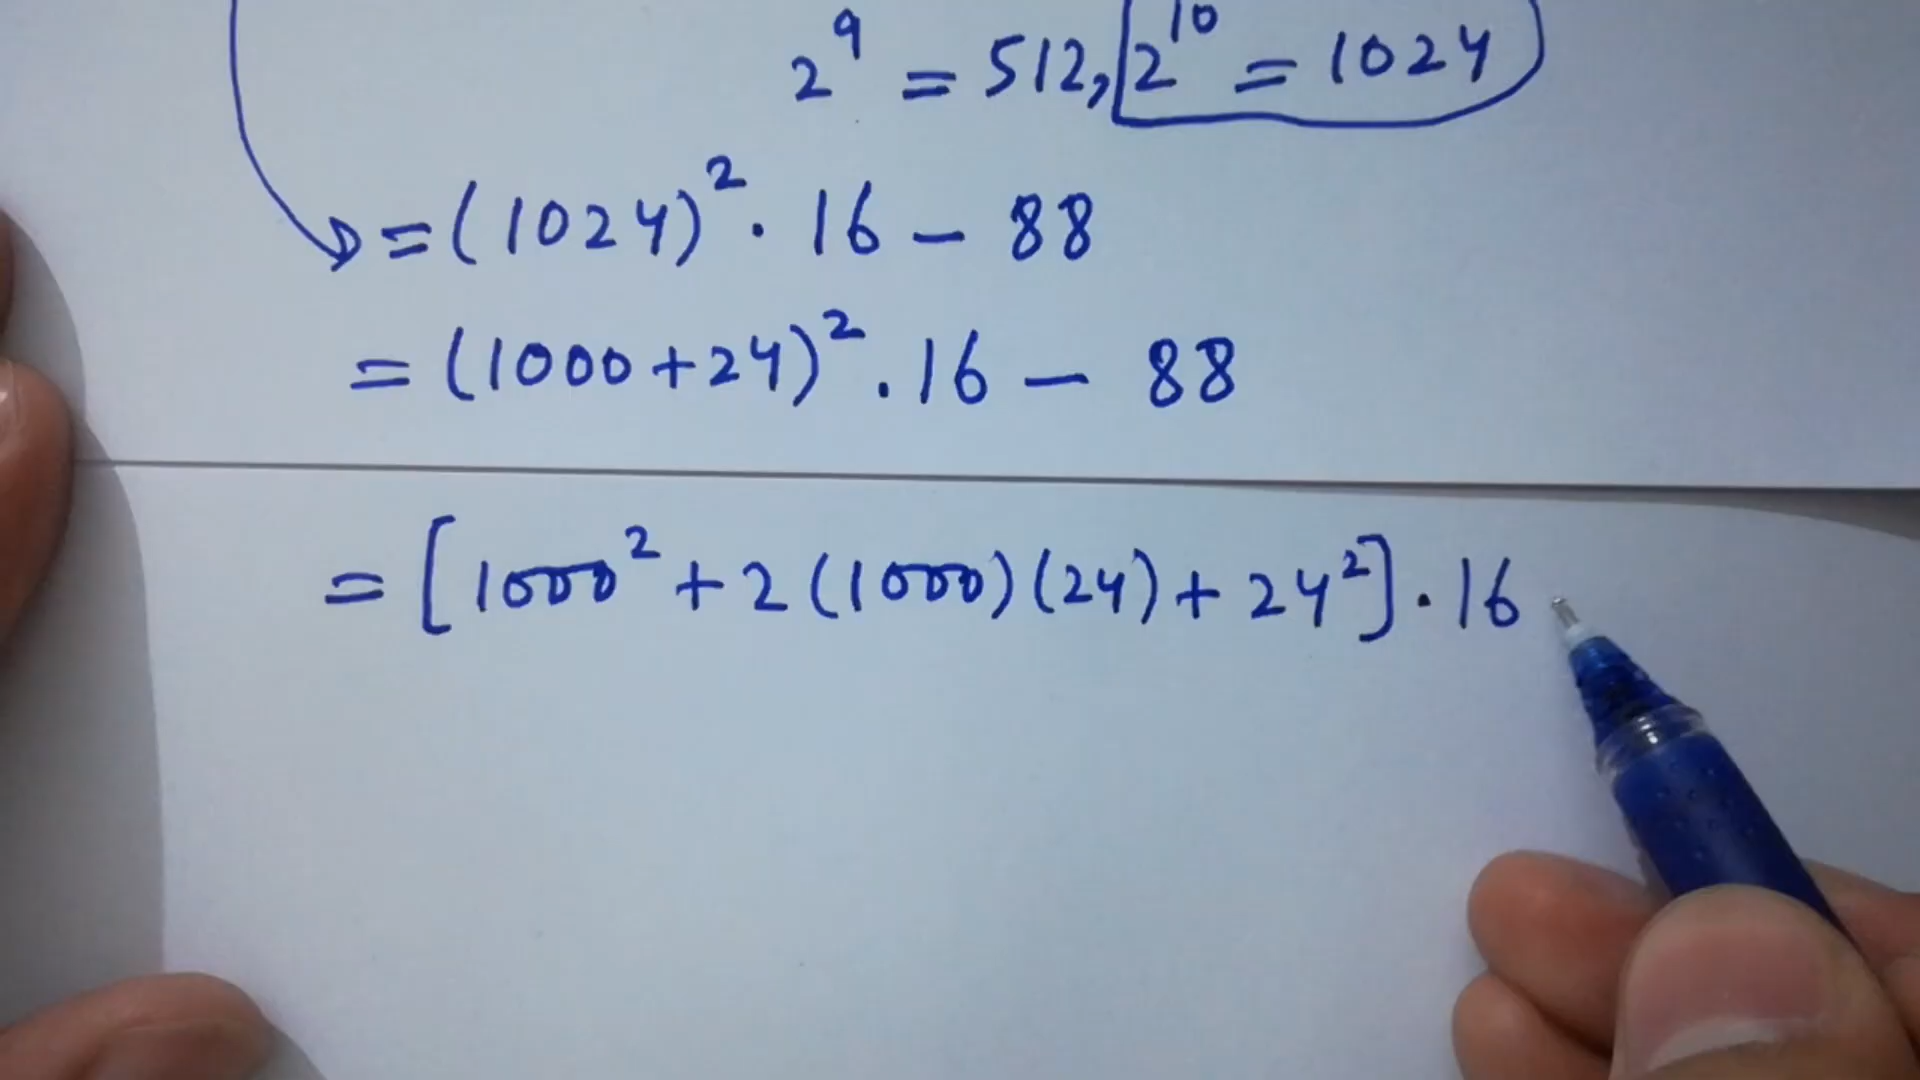 2⁹ = 512, 2¹⁰ = 1024
= (1024)² · 16 – 88
= (1000+24)² · 16 – 88
= [1000² + 2(1000)(24) + 24²] · 16